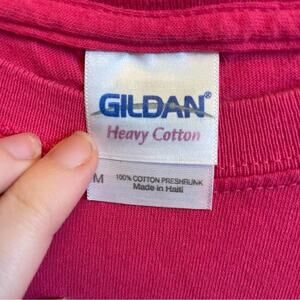 GILDAN®
Heavy Cotton
M 100% COTTON PRESHRUNK
Made in Haiti